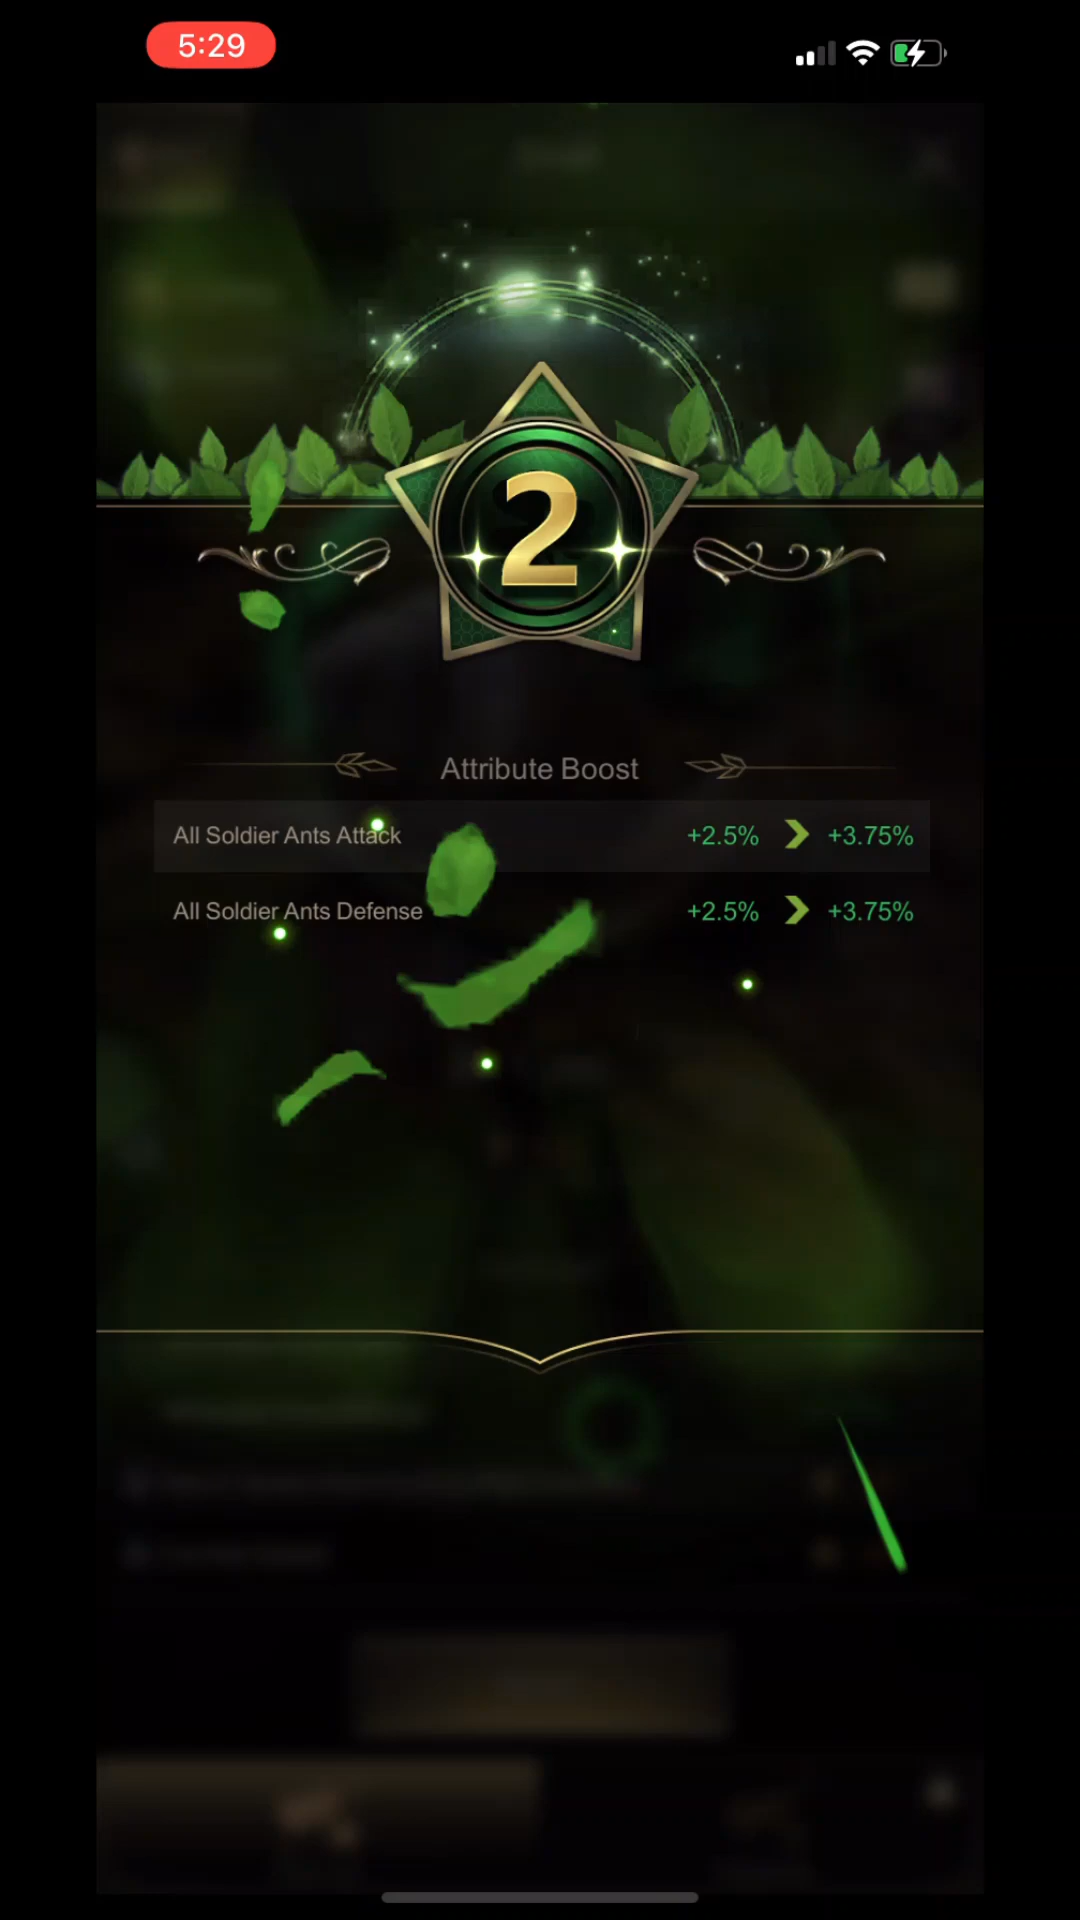 5:29
2
Attribute Boost
All Soldier Ants Attack +2.5% +3.75%
All Soldier Ants Defense +2.5% +3.75%